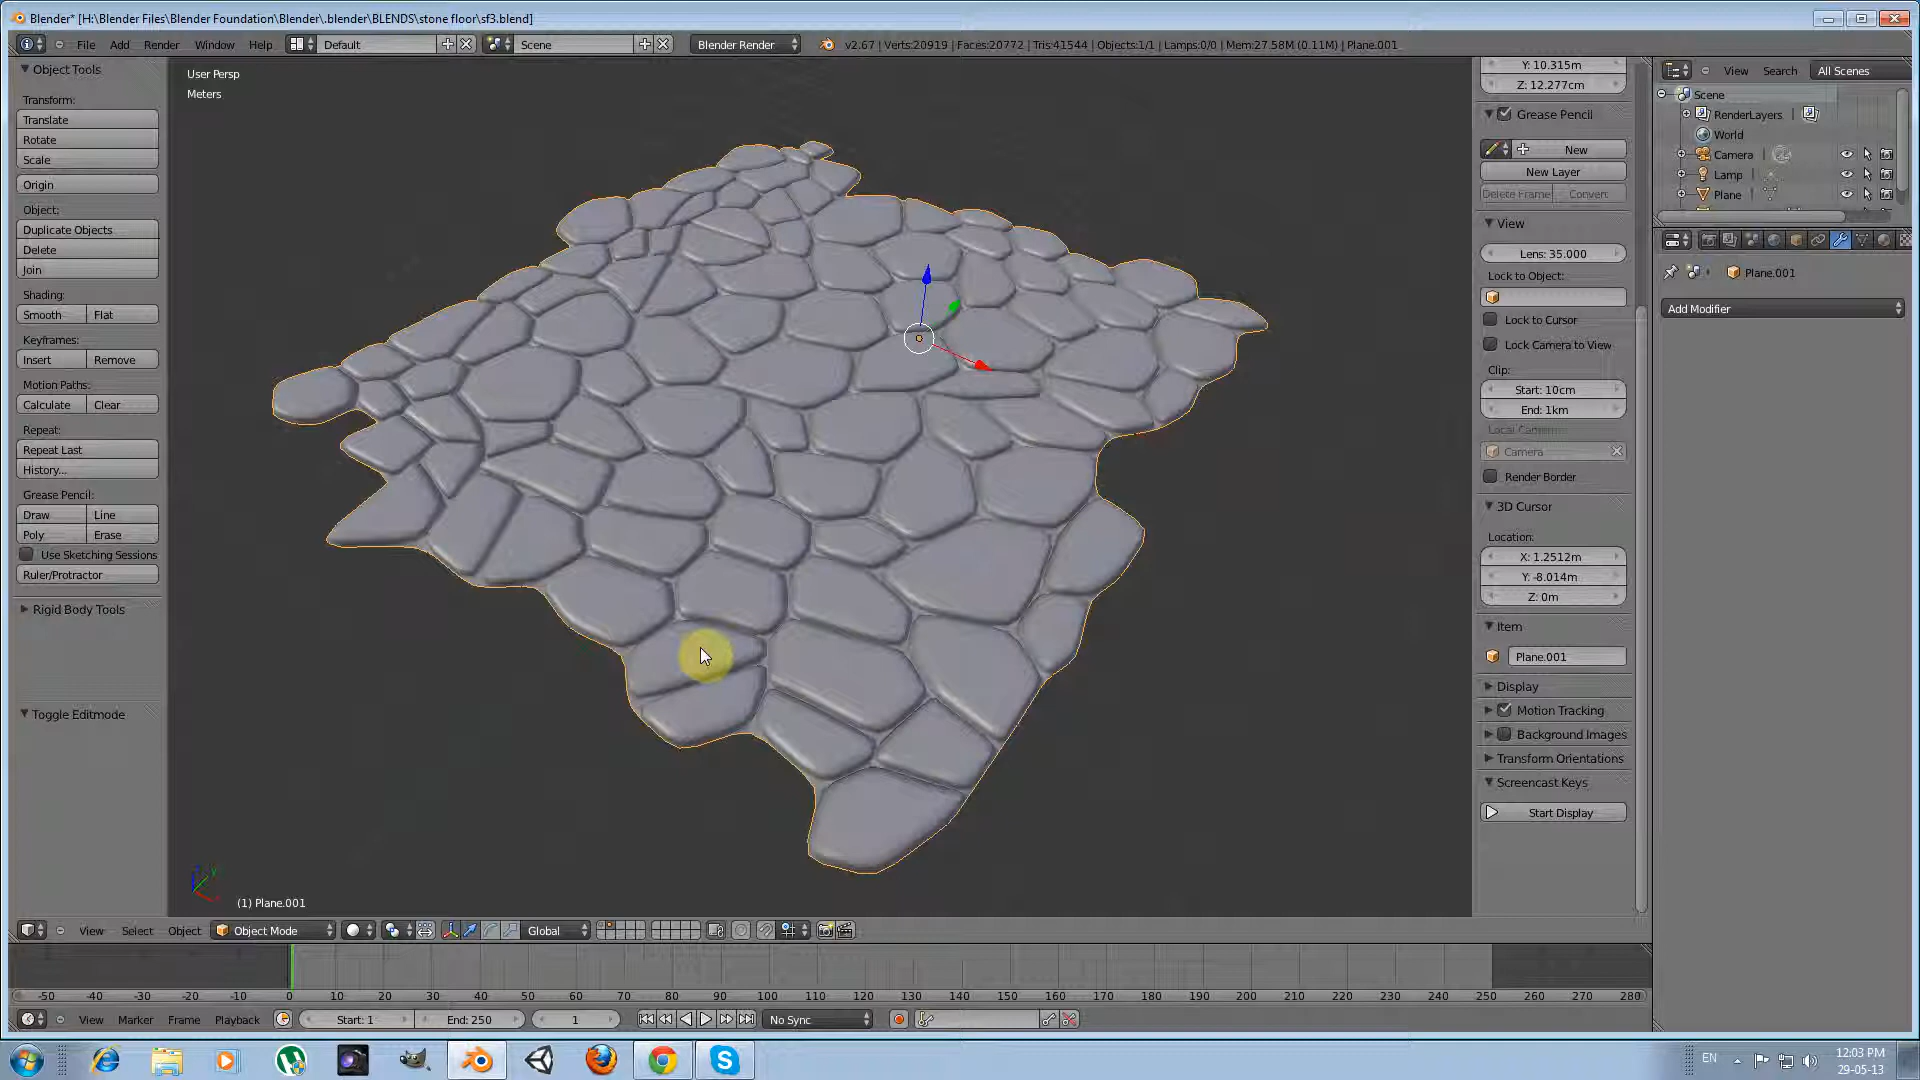 Blender* [H:\Blender Files\Blender Foundation\Blender\.blender\BLENDS\stone floor\sf3.blend]
File Add Render Window Help Default Scene Blender Render v2.67 | Verts:20919 | Faces:20772 | Tris:41544 | Objects:1/1 | Lamps:0/0 | Mem:27.58M (0.11M) | Plane.001
Object Tools
Transform:
Translate
Rotate
Scale
Origin
Object:
Duplicate Objects
Delete
Join
Shading:
Smooth Flat
Keyframes:
Insert Remove
Motion Paths:
Calculate Clear
Repeat:
Repeat Last
History...
Grease Pencil:
Draw Line
Poly Erase
Use Sketching Sessions
Ruler/Protractor
Rigid Body Tools
Toggle Editmode
User Persp
Meters
(1) Plane.001
Y: 10.315m
Z: 12.277cm
Grease Pencil
New
New Layer
Delete Frame Convert
View
Lens: 35.000
Lock to Object:
Lock to Cursor
Lock Camera to View
Clip:
Start: 10cm
End: 1km
Local Camera:
Camera
Render Border
3D Cursor
Location:
X: 1.2512m
Y: -8.014m
Z: 0m
Item
Plane.001
Display
Motion Tracking
Background Images
Transform Orientations
Screencast Keys
Start Display
View Search All Scenes
Scene
RenderLayers
World
Camera
Lamp
Plane
Plane.001
Add Modifier
View Select Object Object Mode Global
-50 -40 -30 -20 -10 0 10 20 30 40 50 60 70 80 90 100 110 120 130 140 150 160 170 180 190 200 210 220 230 240 250 260 270 280
View Marker Frame Playback Start: 1 End: 250 1 No Sync
EN 12:03 PM
29-05-13